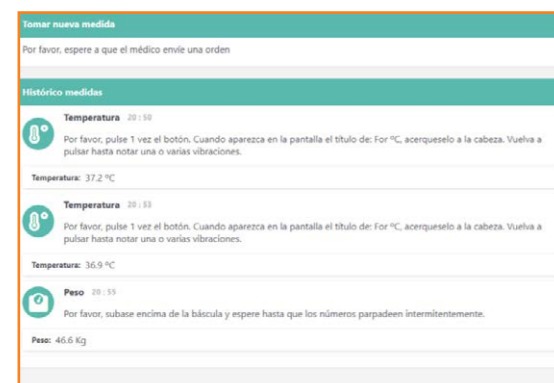 Tomar nueva medida
Por favor, espere a que el médico envíe una orden
Histórico medidas
Temperatura 20:50
Por favor, pulse 1 vez el botón. Cuando aparezca en la pantalla el título de: For ºC, acerqueselo a la cabeza. Vuelva a
pulsar hasta notar una o varias vibraciones.
Temperatura: 37.2 ºC
Temperatura 20:53
Por favor, pulse 1 vez el botón. Cuando aparezca en la pantalla el título de: For ºC, acerqueselo a la cabeza. Vuelva a
pulsar hasta notar una o varias vibraciones.
Temperatura: 36.9 ºC
Peso 20:55
Por favor, subase encima de la báscula y espere hasta que los números parpadeen intermitentemente.
Peso: 46.6 Kg